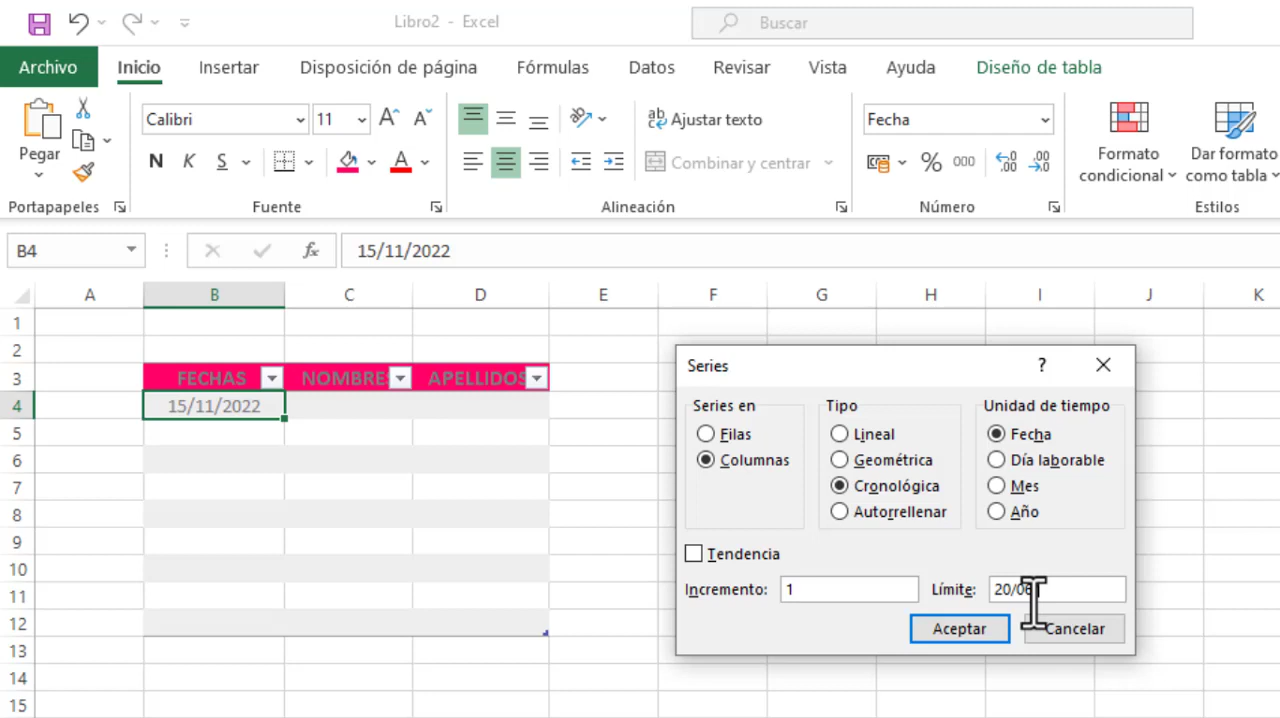 Libro2 - Excel
Buscar
Archivo Inicio Insertar Disposición de página Fórmulas Datos Revisar Vista Ayuda Diseño de tabla
Pegar
Calibri 11
N K S
A A
A
ab Ajustar texto
Combinar y centrar
Fecha
% 000
Formato condicional
Dar formato como tabla
Portapapeles Fuente Alineación Número Estilos
B4 fx 15/11/2022
A B C D E F G H I J K
1
2
3 FECHAS NOMBRES APELLIDOS
4 15/11/2022
5
6
7
8
9
10
11
12
13
14
15
Series ?
Series en Tipo Unidad de tiempo
Filas Lineal Fecha
Columnas Geométrica Día laborable
Cronológica Mes
Autorrellenar Año
Tendencia
Incremento: 1 Límite: 20/06
Aceptar Cancelar